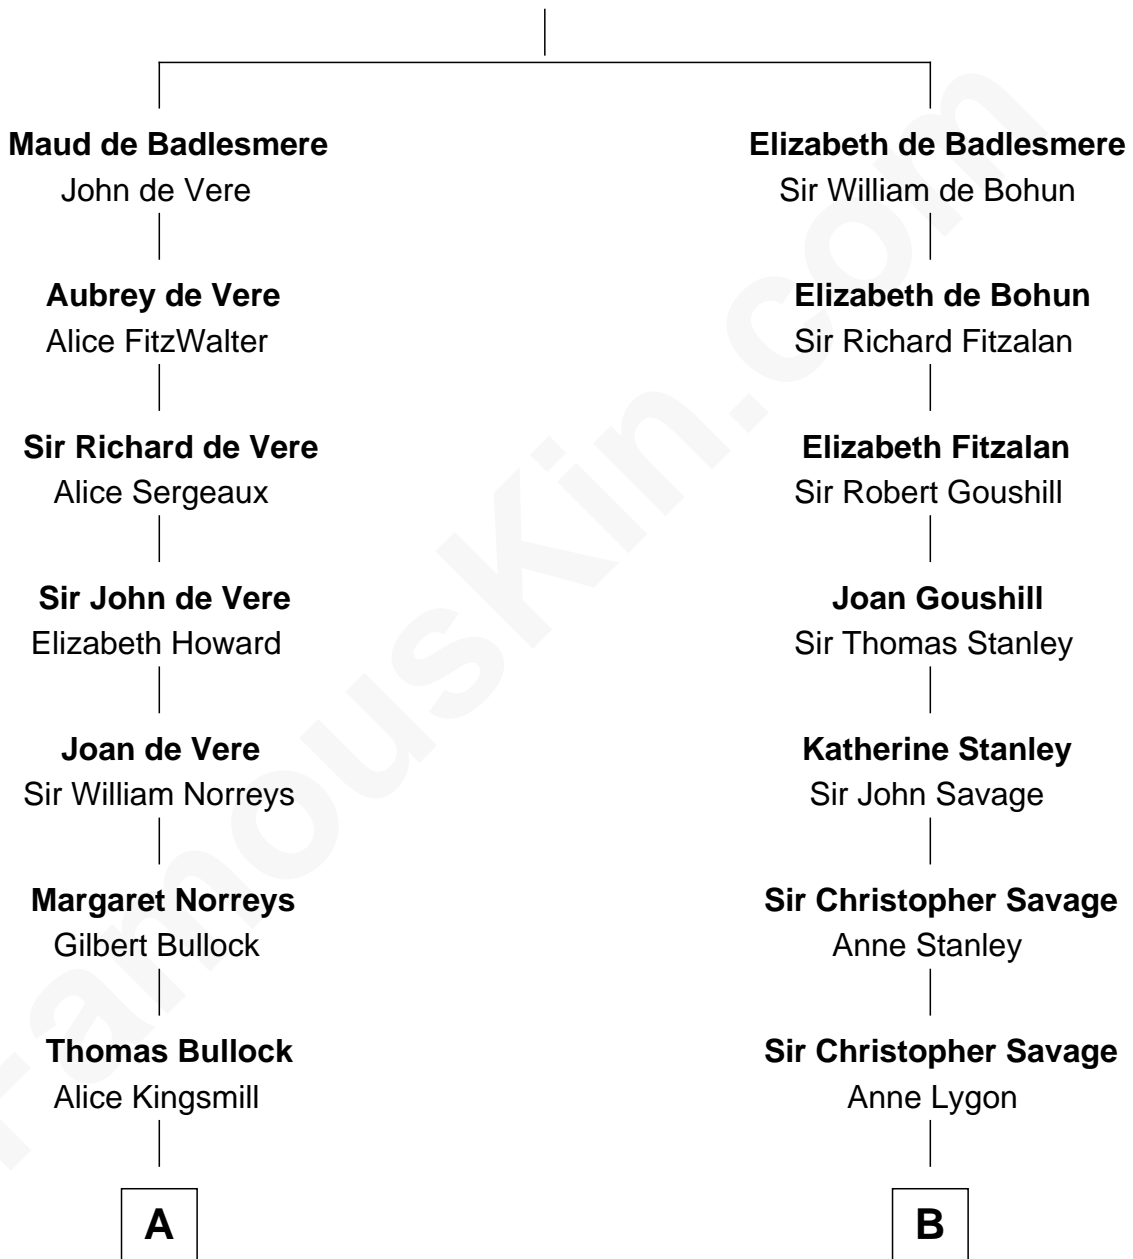 Maud de Badlesmere
John de Vere
Elizabeth de Badlesmere
Sir William de Bohun
Aubrey de Vere
Alice FitzWalter
Elizabeth de Bohun
Sir Richard Fitzalan
Sir Richard de Vere
Alice Sergeaux
Elizabeth Fitzalan
Sir Robert Goushill
Sir John de Vere
Elizabeth Howard
Joan Goushill
Sir Thomas Stanley
Joan de Vere
Sir William Norreys
Katherine Stanley
Sir John Savage
Margaret Norreys
Gilbert Bullock
Sir Christopher Savage
Anne Stanley
Thomas Bullock
Alice Kingsmill
Sir Christopher Savage
Anne Lygon
A
B
FamousKin.com